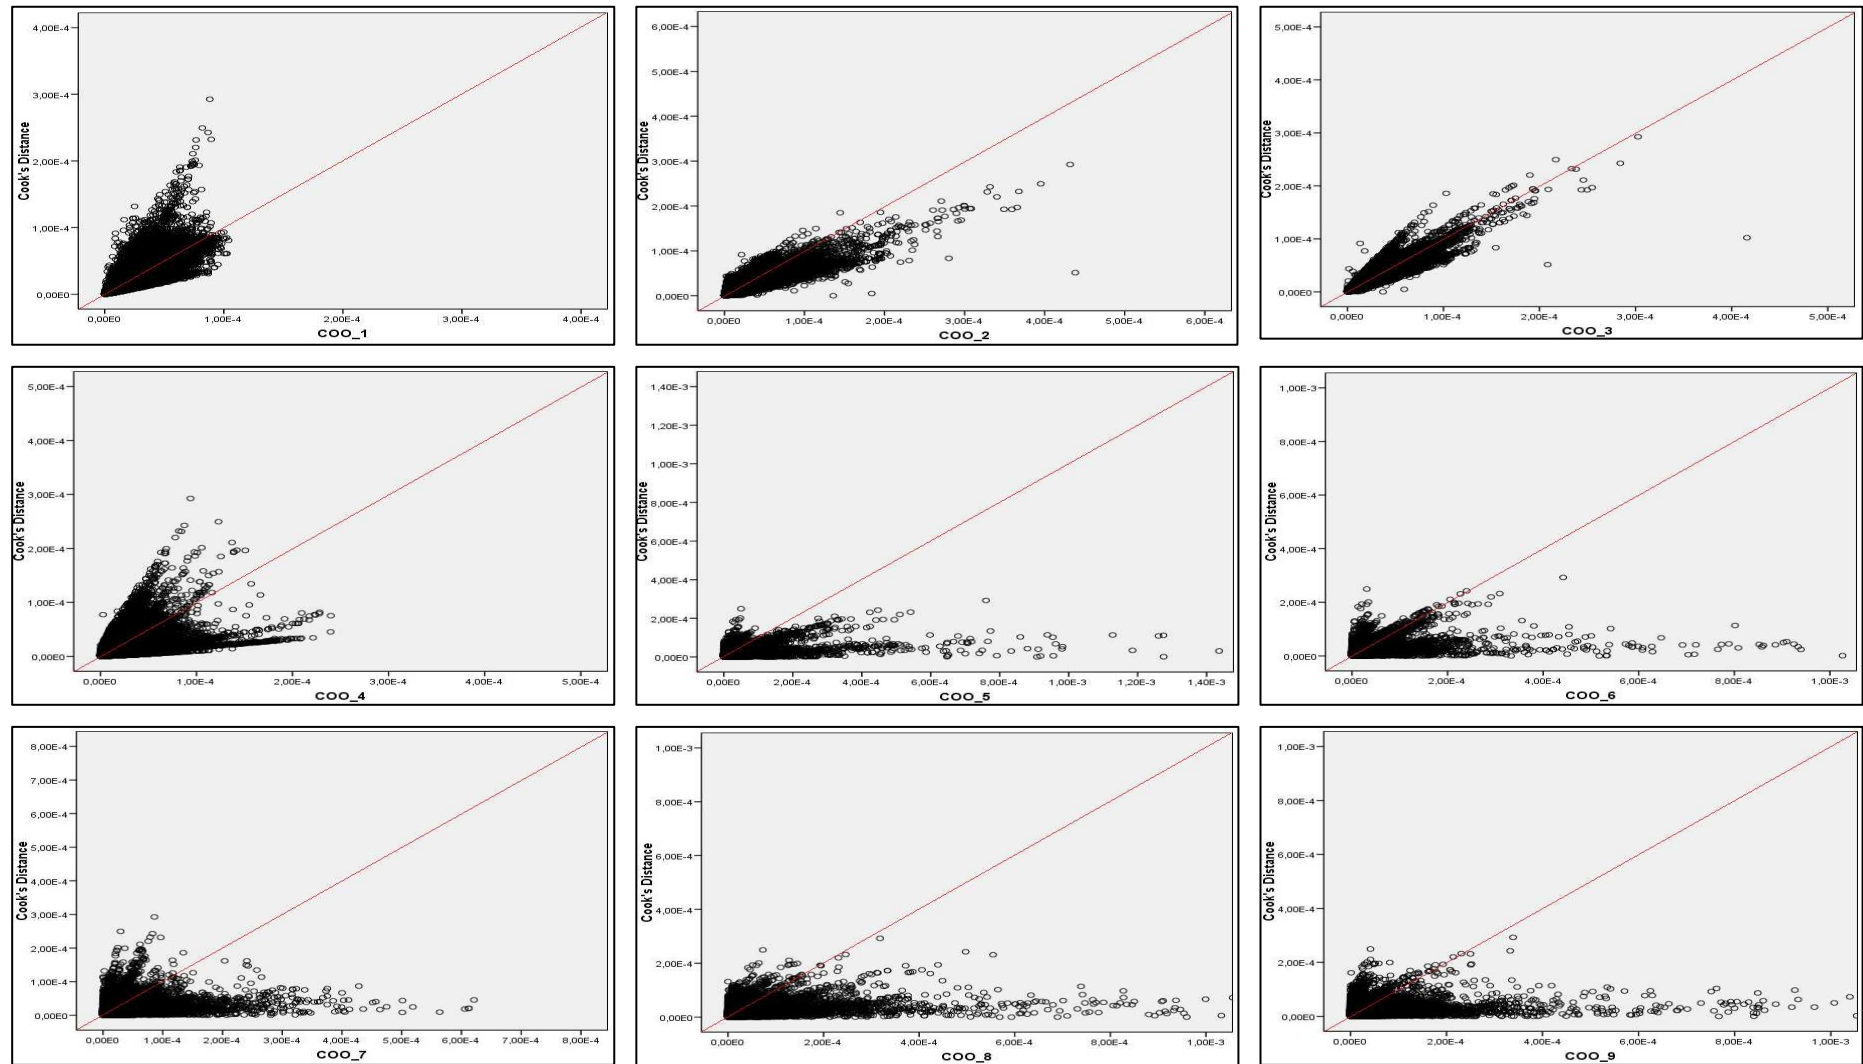 4,00E-4
3,00E-4
2,00E-4
1,00E-4
0,00E0
Cook's Distance
0,00E0 1,00E-4 2,00E-4 3,00E-4 4,00E-4
COO_1
6,00E-4
5,00E-4
4,00E-4
3,00E-4
2,00E-4
1,00E-4
0,00E0
Cook's Distance
0,00E0 1,00E-4 2,00E-4 3,00E-4 4,00E-4 5,00E-4 6,00E-4
COO_2
5,00E-4
4,00E-4
3,00E-4
2,00E-4
1,00E-4
0,00E0
Cook's Distance
0,00E0 1,00E-4 2,00E-4 3,00E-4 4,00E-4 5,00E-4
COO_3
5,00E-4
4,00E-4
3,00E-4
2,00E-4
1,00E-4
0,00E0
Cook's Distance
0,00E0 1,00E-4 2,00E-4 3,00E-4 4,00E-4 5,00E-4
COO_4
1,40E-3
1,20E-3
1,00E-3
8,00E-4
6,00E-4
4,00E-4
2,00E-4
0,00E0
Cook's Distance
0,00E0 2,00E-4 4,00E-4 6,00E-4 8,00E-4 1,00E-3 1,20E-3 1,40E-3
COO_5
1,00E-3
8,00E-4
6,00E-4
4,00E-4
2,00E-4
0,00E0
Cook's Distance
0,00E0 2,00E-4 4,00E-4 6,00E-4 8,00E-4 1,00E-3
COO_6
8,00E-4
7,00E-4
6,00E-4
5,00E-4
4,00E-4
3,00E-4
2,00E-4
1,00E-4
0,00E0
Cook's Distance
0,00E0 1,00E-4 2,00E-4 3,00E-4 4,00E-4 5,00E-4 6,00E-4 7,00E-4 8,00E-4
COO_7
1,00E-3
8,00E-4
6,00E-4
4,00E-4
2,00E-4
0,00E0
Cook's Distance
0,00E0 2,00E-4 4,00E-4 6,00E-4 8,00E-4 1,00E-3
COO_8
1,00E-3
8,00E-4
6,00E-4
4,00E-4
2,00E-4
0,00E0
Cook's Distance
0,00E0 2,00E-4 4,00E-4 6,00E-4 8,00E-4 1,00E-3
COO_9